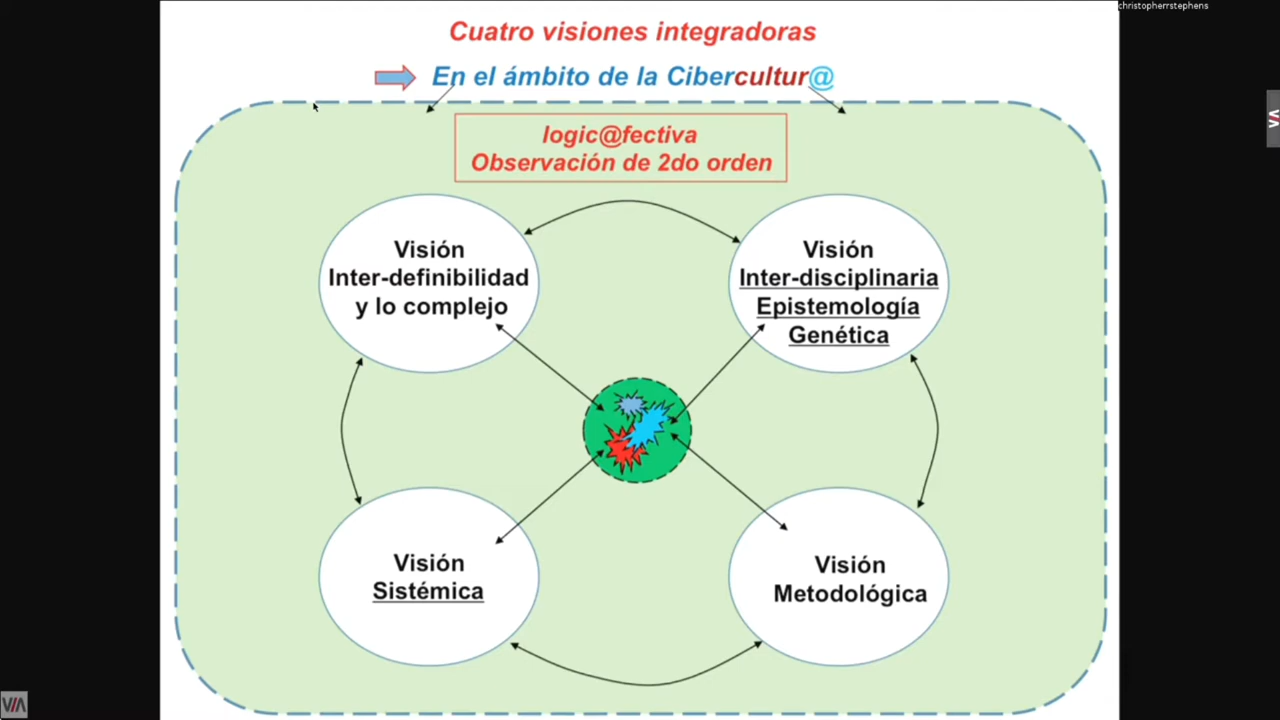 christopherrstephens
Cuatro visiones integradoras
En el ámbito de la Cibercultur@
logic@fectiva
Observación de 2do orden
Visión
Inter-definibilidad
y lo complejo
Visión
Inter-disciplinaria
Epistemología
Genética
Visión
Sistémica
Visión
Metodológica
VIA